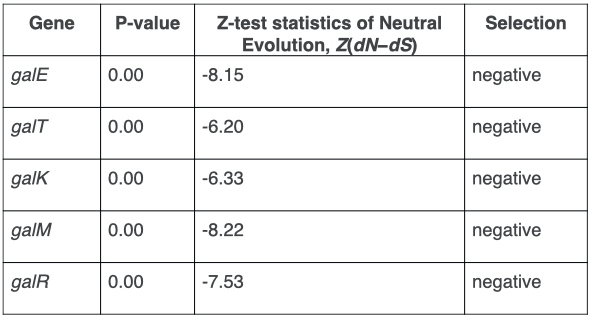 Gene P-value Z-test statistics of Neutral Selection
Evolution, Z(dN–dS)
galE 0.00 -8.15 negative
galT 0.00 -6.20 negative
galK 0.00 -6.33 negative
galM 0.00 -8.22 negative
galR 0.00 -7.53 negative